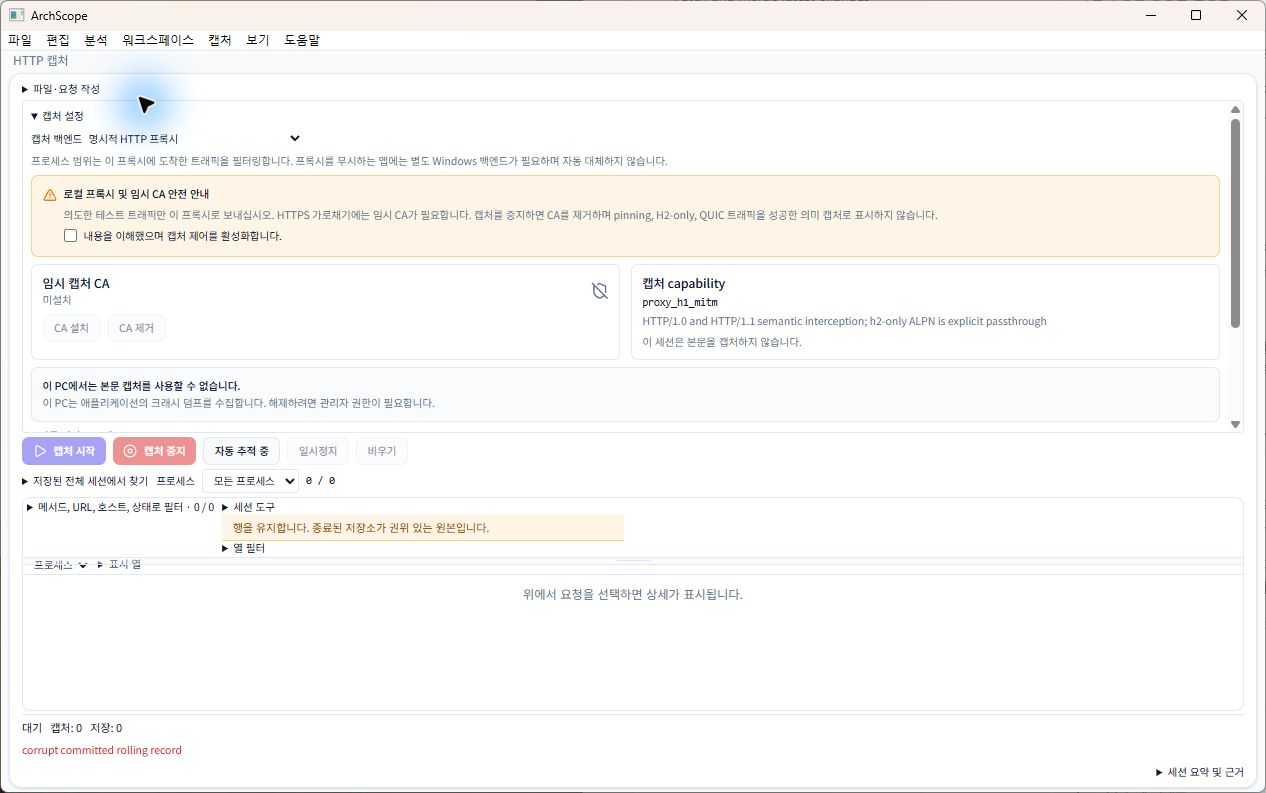 ArchScope
파일 편집 분석 워크스페이스 캡처 보기 도움말
HTTP 캡처
▶ 파일·요청 작성
▼ 캡처 설정
캡처 백엔드 명시적 HTTP 프록시
프로세스 범위는 이 프록시에 도착한 트래픽을 필터링합니다. 프록시를 무시하는 앱에는 별도 Windows 백엔드가 필요하며 자동 대체하지 않습니다.
로컬 프록시 및 임시 CA 안전 안내
의도한 테스트 트래픽만 이 프록시로 보내십시오. HTTPS 가로채기에는 임시 CA가 필요합니다. 캡처를 중지하면 CA를 제거하며 pinning, H2-only, QUIC 트래픽을 성공한 의미 캡처로 표시하지 않습니다.
내용을 이해했으며 캡처 제어를 활성화합니다.
임시 캡처 CA
미설치
CA 설치 CA 제거
캡처 capability
proxy_h1_mitm
HTTP/1.0 and HTTP/1.1 semantic interception; h2-only ALPN is explicit passthrough
이 세션은 본문을 캡처하지 않습니다.
이 PC에서는 본문 캡처를 사용할 수 없습니다.
이 PC는 애플리케이션의 크래시 덤프를 수집합니다. 해제하려면 관리자 권한이 필요합니다.
캡처 시작 캡처 중지 자동 추적 중 일시정지 비우기
▶ 저장된 전체 세션에서 찾기 프로세스 모든 프로세스 0 / 0
▶ 메서드, URL, 호스트, 상태로 필터 · 0 / 0 ▶ 세션 도구
행을 유지합니다. 종료된 저장소가 권위 있는 원본입니다.
▶ 열 필터
프로세스 ▶ 표시 열
위에서 요청을 선택하면 상세가 표시됩니다.
대기 캡처: 0 저장: 0
corrupt committed rolling record
▶ 세션 요약 및 근거